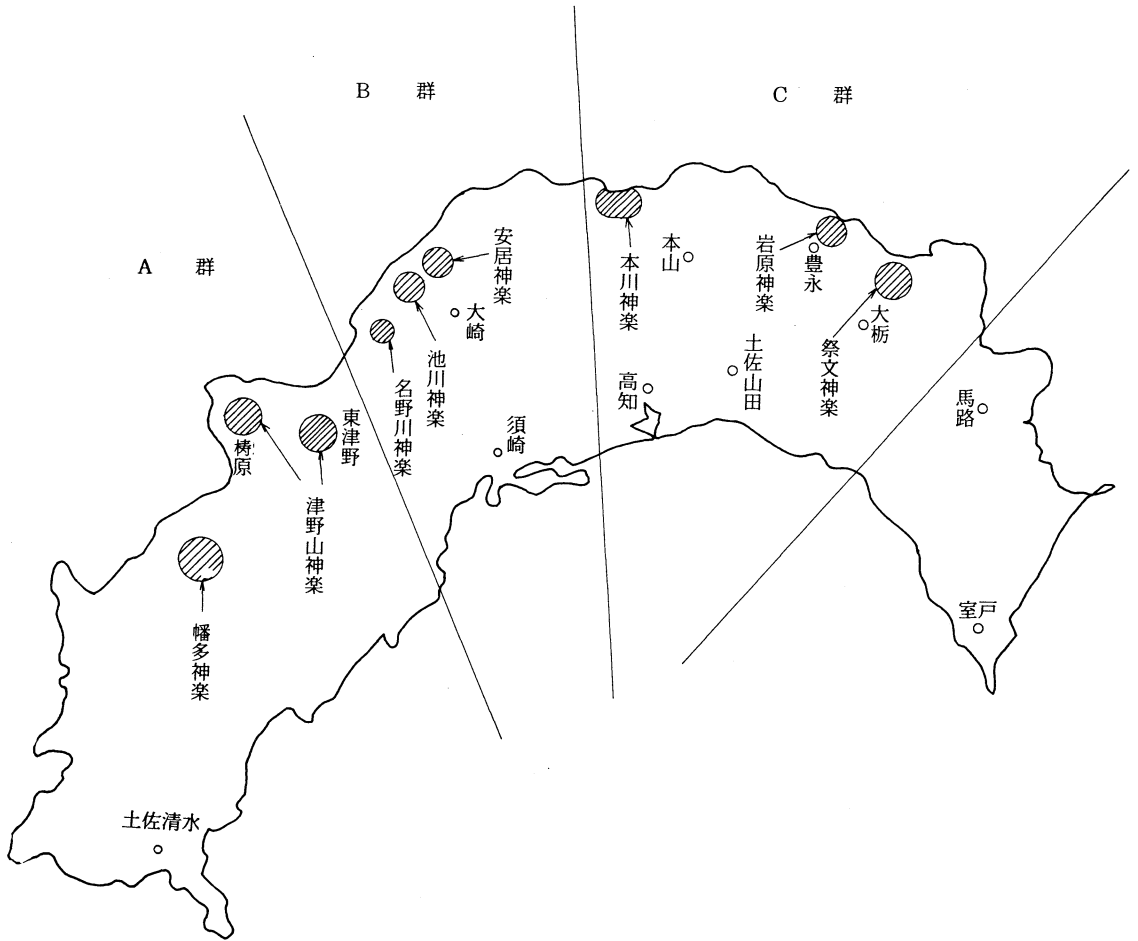 A 群
B 群
C 群
安居神楽
大崎
池川神楽
名野川神楽
須崎
東津野
梼原
津野山神楽
幡多神楽
土佐清水
本川神楽
本山
高知
土佐山田
岩原神楽
豊永
大栃
祭文神楽
馬路
室戸